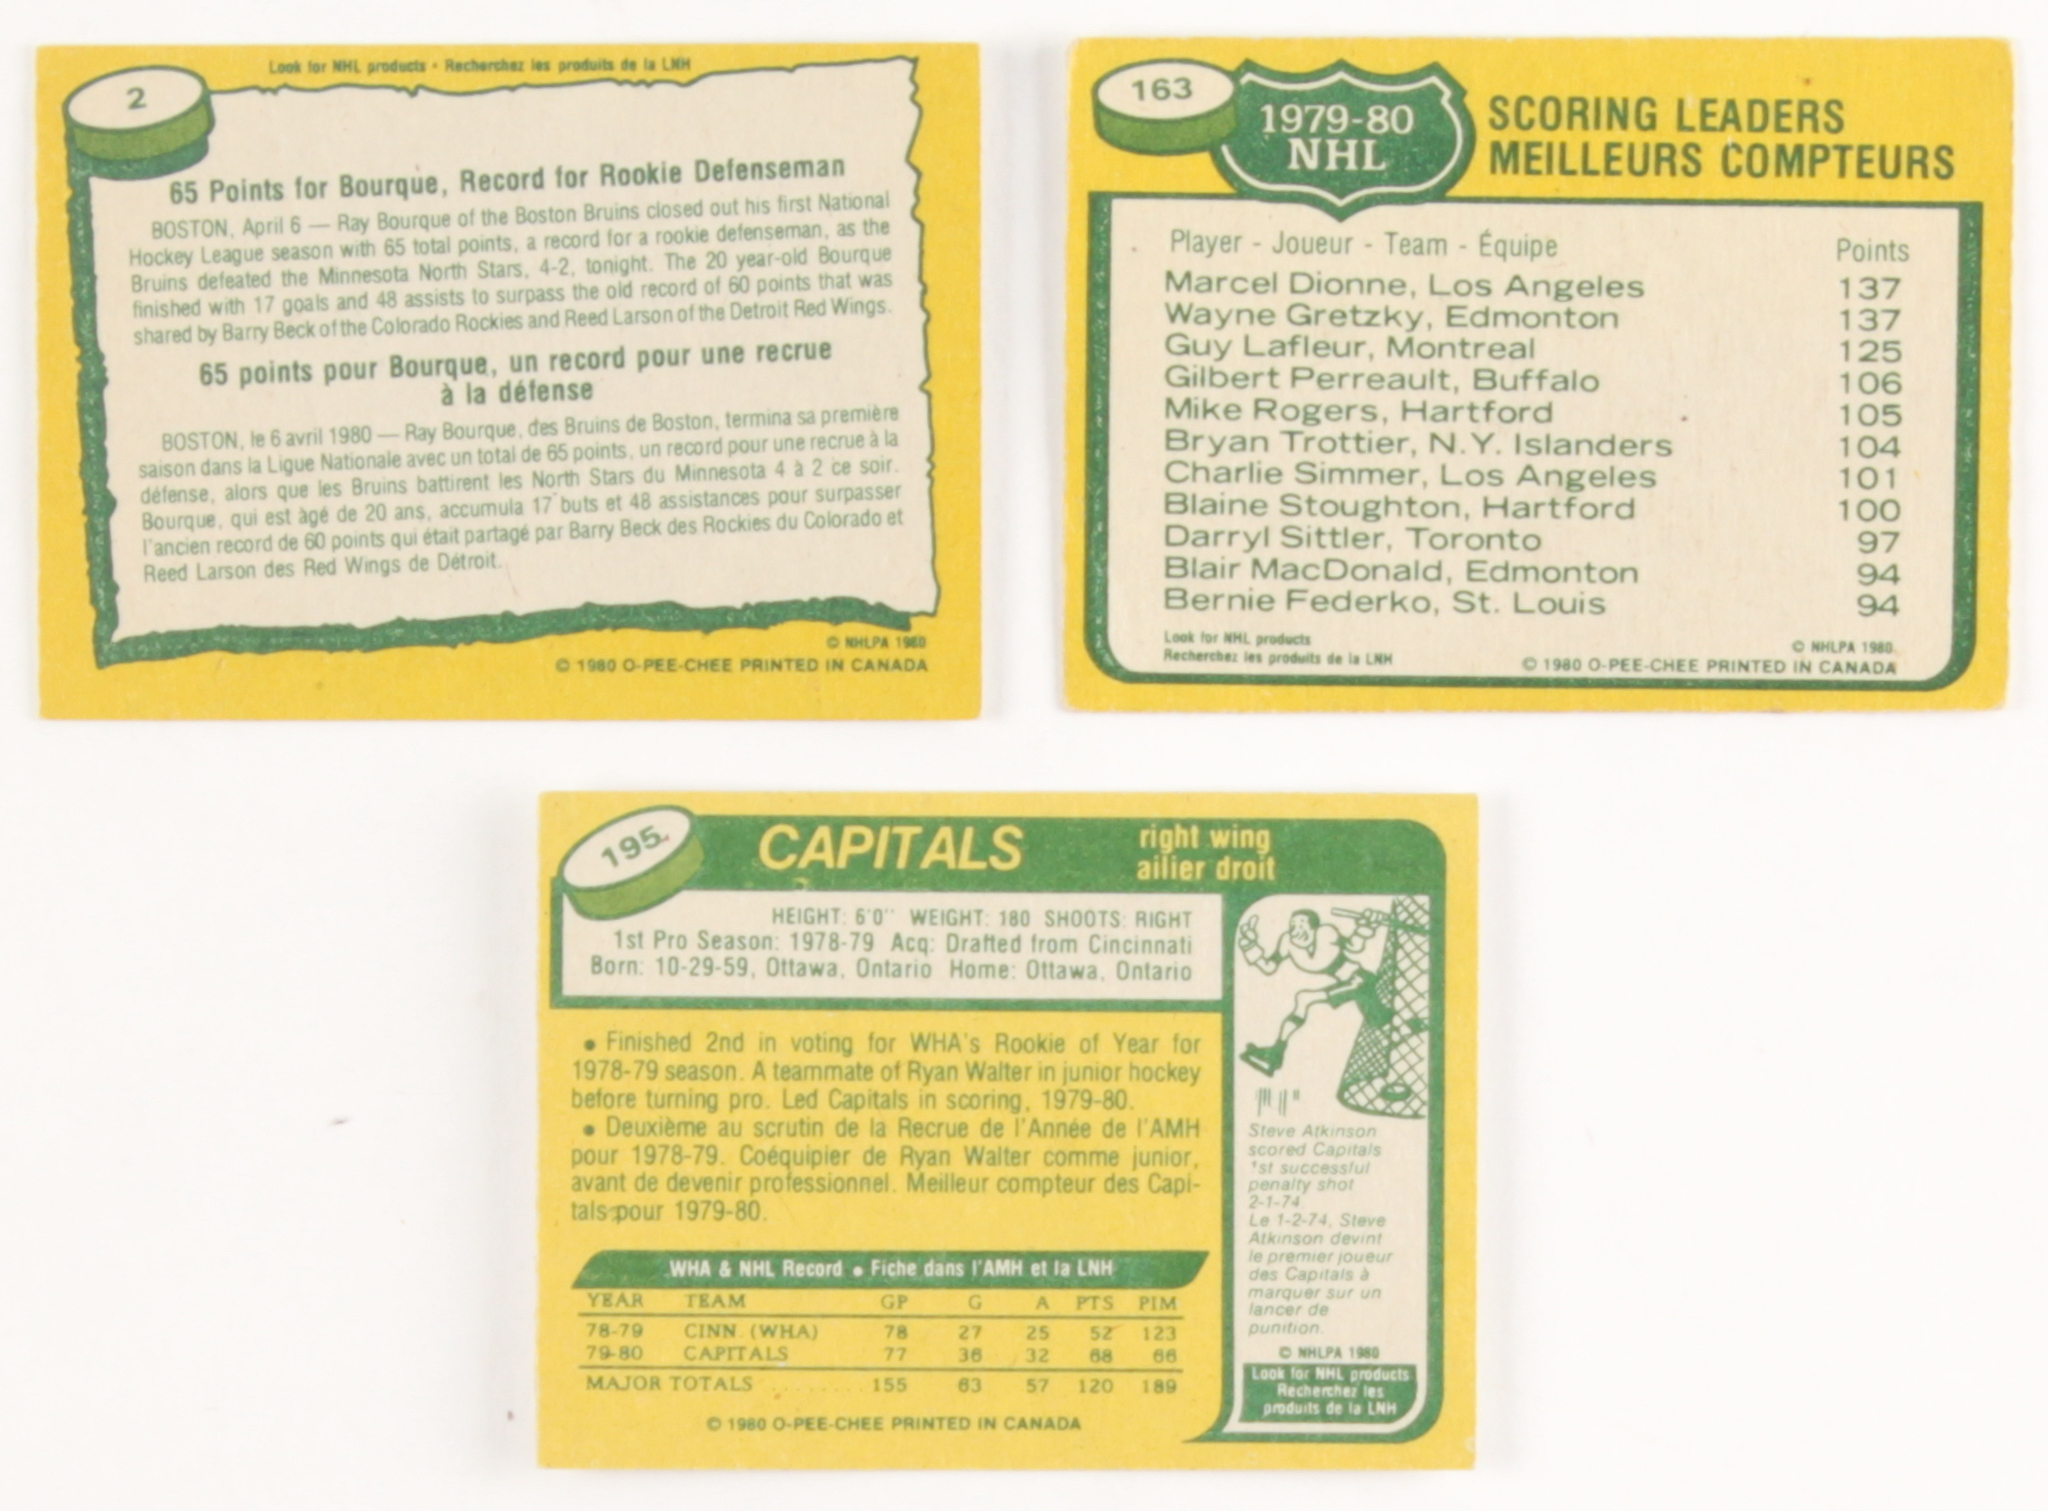 2
Look for NHL products • Recherchez les produits de la LNH
65 Points for Bourque, Record for Rookie Defenseman
BOSTON, April 6 — Ray Bourque of the Boston Bruins closed out his first National
Hockey League season with 65 total points, a record for a rookie defenseman, as the
Bruins defeated the Minnesota North Stars, 4-2, tonight. The 20 year-old Bourque
finished with 17 goals and 48 assists to surpass the old record of 60 points that was
shared by Barry Beck of the Colorado Rockies and Reed Larson of the Detroit Red Wings.
65 points pour Bourque, un record pour une recrue
à la défense
BOSTON, le 6 avril 1980 — Ray Bourque, des Bruins de Boston, termina sa première
saison dans la Ligue Nationale avec un total de 65 points, un record pour une recrue à la
défense, alors que les Bruins battirent les North Stars du Minnesota 4 à 2 ce soir.
Bourque, qui est àgé de 20 ans, accumula 17 buts et 48 assistances pour surpasser
l'ancien record de 60 points qui était partagé par Barry Beck des Rockies du Colorado et
Reed Larson des Red Wings de Détroit.
© NHLPA 1980
© 1980 O-PEE-CHEE PRINTED IN CANADA
163
1979-80
NHL
SCORING LEADERS
MEILLEURS COMPTEURS
Player - Joueur - Team - Équipe Points
Marcel Dionne, Los Angeles 137
Wayne Gretzky, Edmonton 137
Guy Lafleur, Montreal 125
Gilbert Perreault, Buffalo 106
Mike Rogers, Hartford 105
Bryan Trottier, N.Y. Islanders 104
Charlie Simmer, Los Angeles 101
Blaine Stoughton, Hartford 100
Darryl Sittler, Toronto 97
Blair MacDonald, Edmonton 94
Bernie Federko, St. Louis 94
Look for NHL products
Recherchez les produits de la LNH
© NHLPA 1980
© 1980 O-PEE-CHEE PRINTED IN CANADA
195
CAPITALS
right wing
ailier droit
HEIGHT: 6'0" WEIGHT: 180 SHOOTS: RIGHT
1st Pro Season: 1978-79 Acq: Drafted from Cincinnati
Born: 10-29-59, Ottawa, Ontario Home: Ottawa, Ontario
• Finished 2nd in voting for WHA's Rookie of Year for
1978-79 season. A teammate of Ryan Walter in junior hockey
before turning pro. Led Capitals in scoring, 1979-80.
• Deuxième au scrutin de la Recrue de l'Année de l'AMH
pour 1978-79. Coéquipier de Ryan Walter comme junior,
avant de devenir professionnel. Meilleur compteur des Capi-
tals pour 1979-80.
WHA & NHL Record • Fiche dans l'AMH et la LNH
YEAR TEAM GP G A PTS PIM
78-79 CINN. (WHA) 78 27 25 52 123
79-80 CAPITALS 77 36 32 68 66
MAJOR TOTALS ........ 155 63 57 120 189
© 1980 O-PEE-CHEE PRINTED IN CANADA
Steve Atkinson
scored Capitals
1st successful
penalty shot
2-1-74.
Le 1-2-74, Steve
Atkinson devint
le premier joueur
des Capitals à
marquer sur un
lancer de
punition.
© NHLPA 1980
Look for NHL products
Recherchez les
produits de la LNH